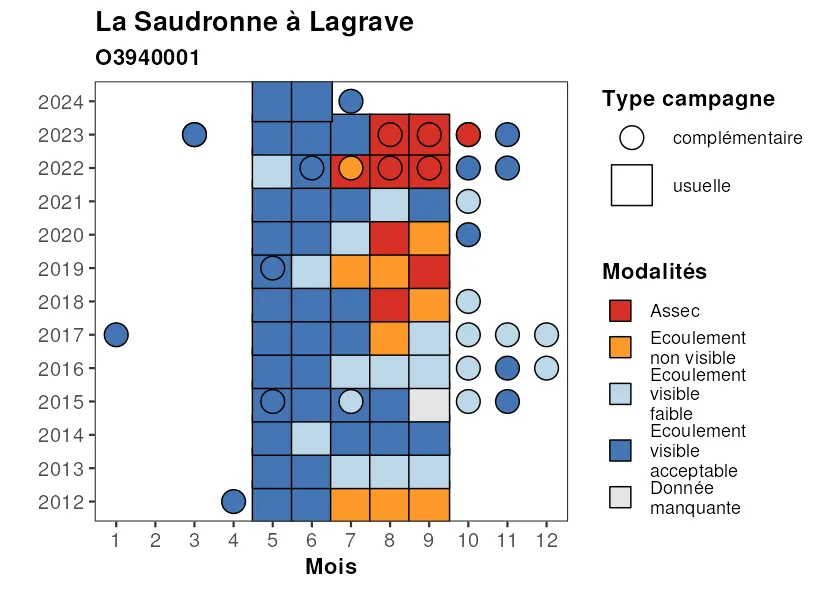 La Saudronne à Lagrave
O3940001
2024
2023
2022
2021
2020
2019
2018
2017
2016
2015
2014
2013
2012
1 2 3 4 5 6 7 8 9 10 11 12
Mois
Type campagne
complémentaire
usuelle
Modalités
Assec
Ecoulement
non visible
Ecoulement
visible
faible
Ecoulement
visible
acceptable
Donnée
manquante